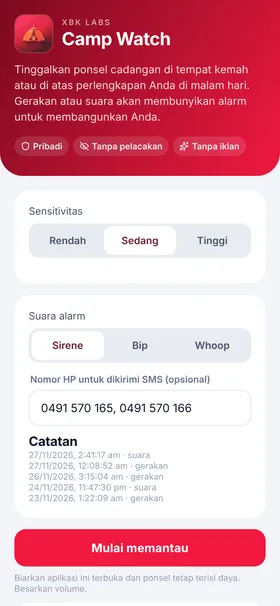 XBK LABS
Camp Watch
Tinggalkan ponsel cadangan di tempat kemah
atau di atas perlengkapan Anda di malam hari.
Gerakan atau suara akan membunyikan alarm
untuk membangunkan Anda.
Pribadi
Tanpa pelacakan
Tanpa iklan
Sensitivitas
Rendah
Sedang
Tinggi
Suara alarm
Sirene
Bip
Whoop
Nomor HP untuk dikirimi SMS (opsional)
0491 570 165, 0491 570 166
Catatan
27/11/2026, 2:41:17 am · suara
27/11/2026, 12:08:52 am · gerakan
26/11/2026, 3:15:04 am · gerakan
24/11/2026, 11:47:30 pm · suara
23/11/2026, 1:22:09 am · gerakan
Mulai memantau
Biarkan aplikasi ini terbuka dan ponsel tetap terisi daya.
Besarkan volume.